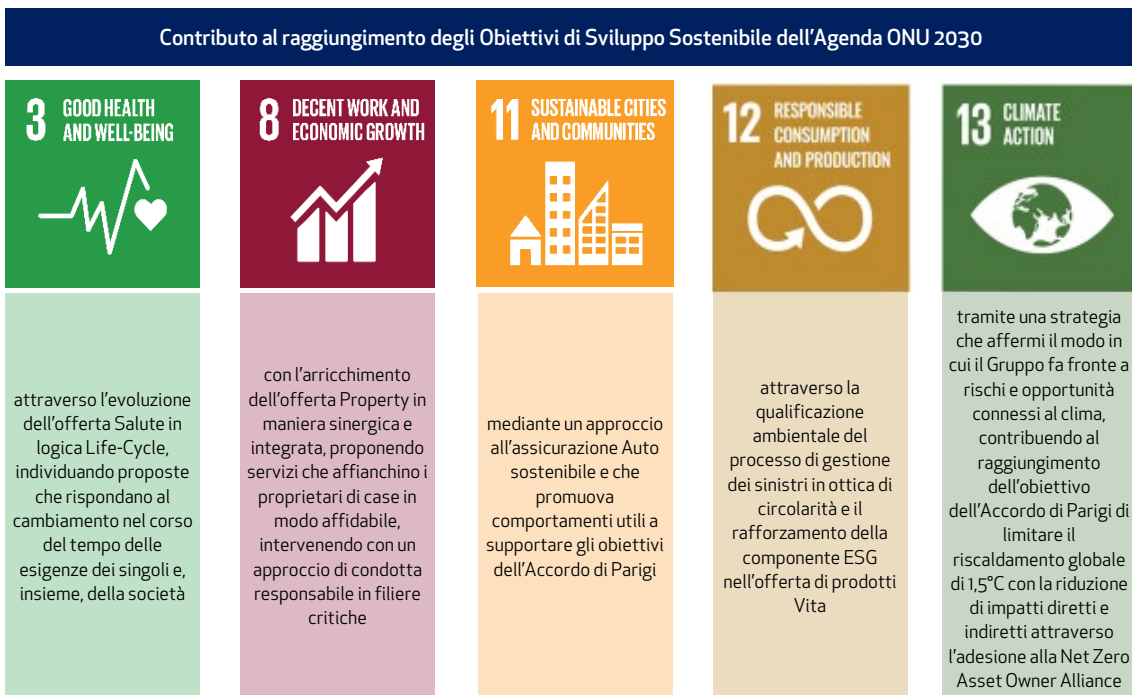 Contributo al raggiungimento degli Obiettivi di Sviluppo Sostenibile dell'Agenda ONU 2030
3 GOOD HEALTH
AND WELL-BEING
attraverso l'evoluzione
dell'offerta Salute in
logica Life-Cycle,
individuando proposte
che rispondano al
cambiamento nel corso
del tempo delle
esigenze dei singoli e,
insieme, della società
8 DECENT WORK AND
ECONOMIC GROWTH
con l'arricchimento
dell'offerta Property in
maniera sinergica e
integrata, proponendo
servizi che affianchino i
proprietari di case in
modo affidabile,
intervenendo con un
approccio di condotta
responsabile in filiere
critiche
11 SUSTAINABLE CITIES
AND COMMUNITIES
mediante un approccio
all'assicurazione Auto
sostenibile e che
promuova
comportamenti utili a
supportare gli obiettivi
dell'Accordo di Parigi
12 RESPONSIBLE
CONSUMPTION
AND PRODUCTION
attraverso la
qualificazione
ambientale del
processo di gestione
dei sinistri in ottica di
circolarità e il
rafforzamento della
componente ESG
nell'offerta di prodotti
Vita
13 CLIMATE
ACTION
tramite una strategia
che affermi il modo in
cui il Gruppo fa fronte a
rischi e opportunità
connessi al clima,
contribuendo al
raggiungimento
dell'obiettivo
dell'Accordo di Parigi di
limitare il
riscaldamento globale
di 1,5°C con la riduzione
di impatti diretti e
indiretti attraverso
l'adesione alla Net Zero
Asset Owner Alliance